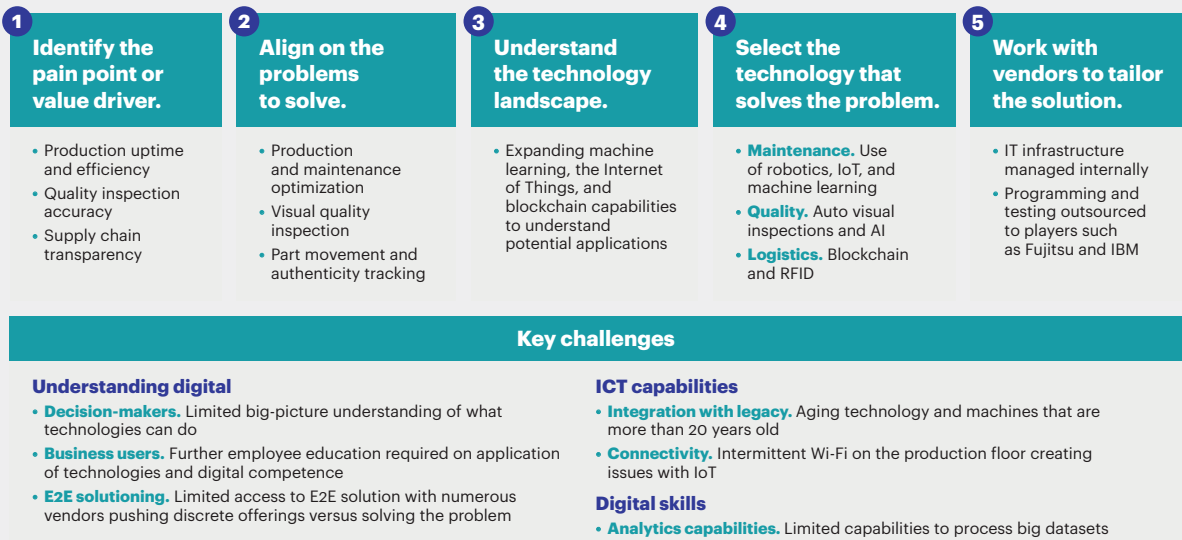 1
Identify the
pain point or
value driver.
• Production uptime
and efficiency
• Quality inspection
accuracy
• Supply chain
transparency
2
Align on the
problems
to solve.
• Production
and maintenance
optimization
• Visual quality
inspection
• Part movement and
authenticity tracking
3
Understand
the technology
landscape.
• Expanding machine
learning, the Internet
of Things, and
blockchain capabilities
to understand
potential applications
4
Select the
technology that
solves the problem.
• Maintenance. Use
of robotics, IoT, and
machine learning
• Quality. Auto visual
inspections and AI
• Logistics. Blockchain
and RFID
5
Work with
vendors to tailor
the solution.
• IT infrastructure
managed internally
• Programming and
testing outsourced
to players such
as Fujitsu and IBM
Key challenges
Understanding digital
• Decision-makers. Limited big-picture understanding of what
technologies can do
• Business users. Further employee education required on application
of technologies and digital competence
• E2E solutioning. Limited access to E2E solution with numerous
vendors pushing discrete offerings versus solving the problem
ICT capabilities
• Integration with legacy. Aging technology and machines that are
more than 20 years old
• Connectivity. Intermittent Wi-Fi on the production floor creating
issues with IoT
Digital skills
• Analytics capabilities. Limited capabilities to process big datasets